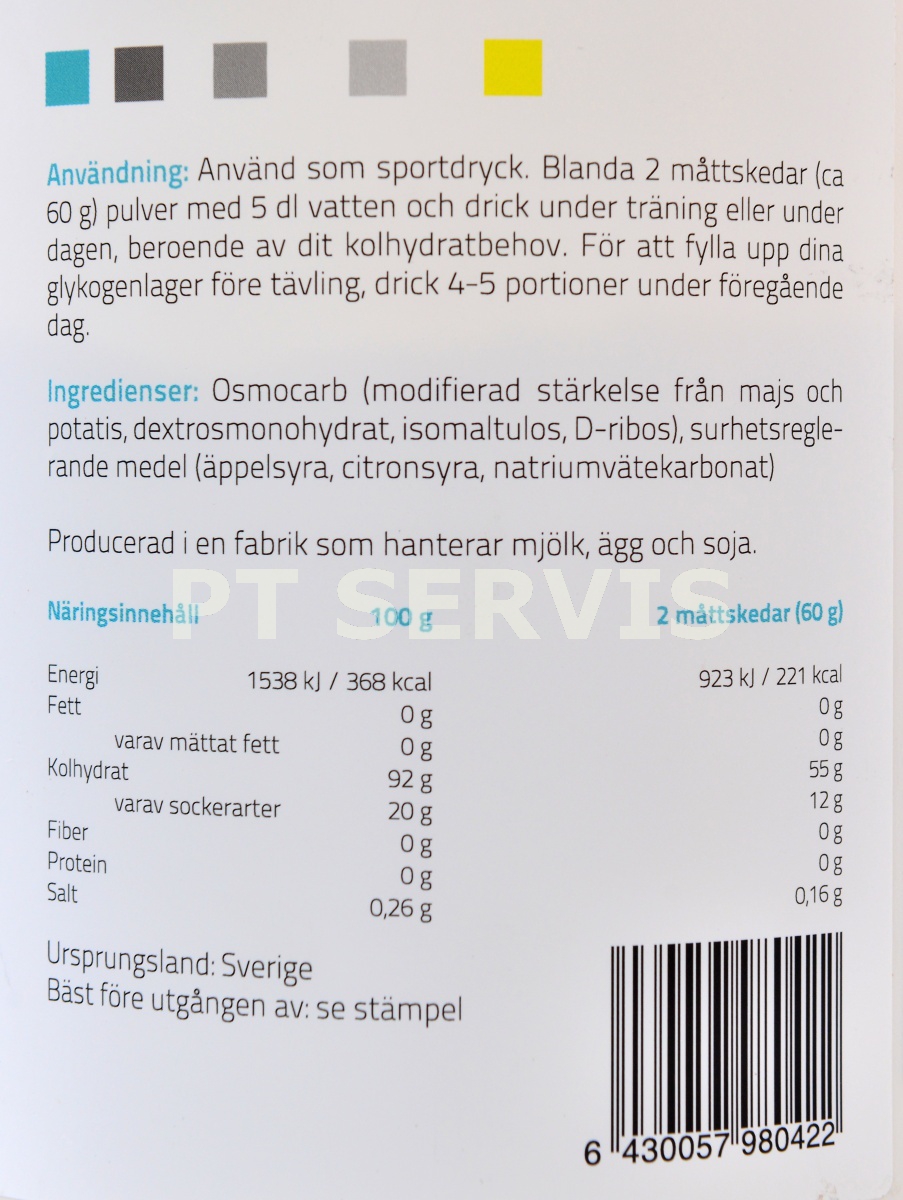 Användning: Använd som sportdryck. Blanda 2 måttskedar (ca
60 g) pulver med 5 dl vatten och drick under träning eller under
dagen, beroende av dit kolhydratbehov. För att fylla upp dina
glykogenlager före tävling, drick 4-5 portioner under föregående
dag.
Ingredienser: Osmocarb (modifierad stärkelse från majs och
potatis, dextrosmonohydrat, isomaltulos, D-ribos), surhetsregle-
rande medel (äppelsyra, citronsyra, natriumvätekarbonat)
Producerad i en fabrik som hanterar mjölk, ägg och soja.
PT SERVIS
Näringsinnehåll 100 g 2 måttskedar (60 g)
Energi 1538 kJ / 368 kcal 923 kJ / 221 kcal
Fett 0 g 0 g
varav mättat fett 0 g 0 g
Kolhydrat 92 g 55 g
varav sockerarter 20 g 12 g
Fiber 0 g 0 g
Protein 0 g 0 g
Salt 0,26 g 0,16 g
Ursprungsland: Sverige
Bäst före utgången av: se stämpel
6 430057 980422